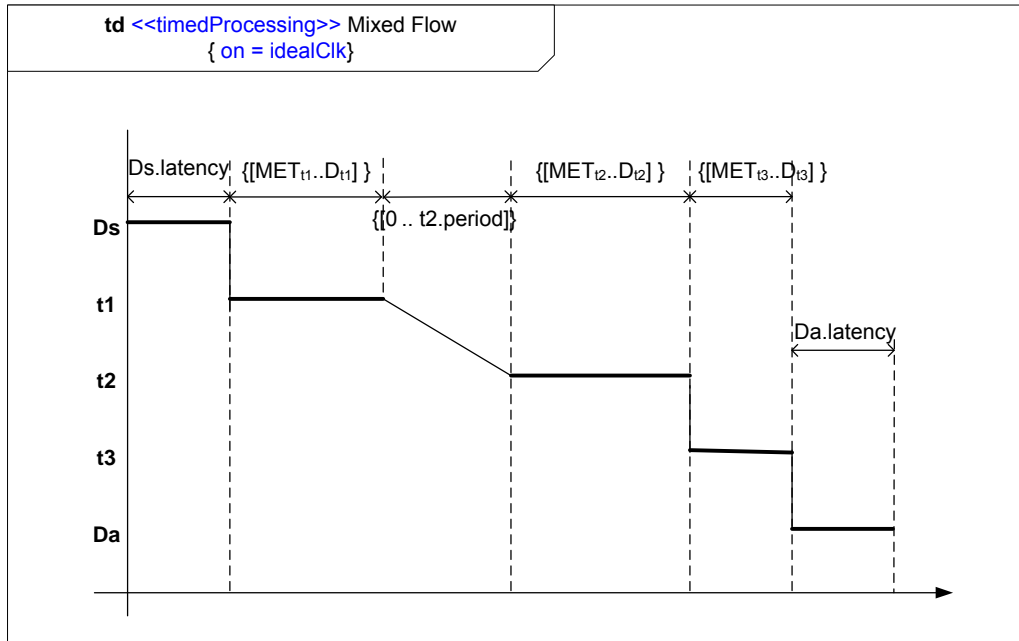 td <<timedProcessing>> Mixed Flow
{ on = idealClk}
Ds.latency {[METt1..Dt1] } {[METt2..Dt2] } {[METt3..Dt3] }
{[0 .. t2.period]}
Ds
t1
Da.latency
t2
t3
Da